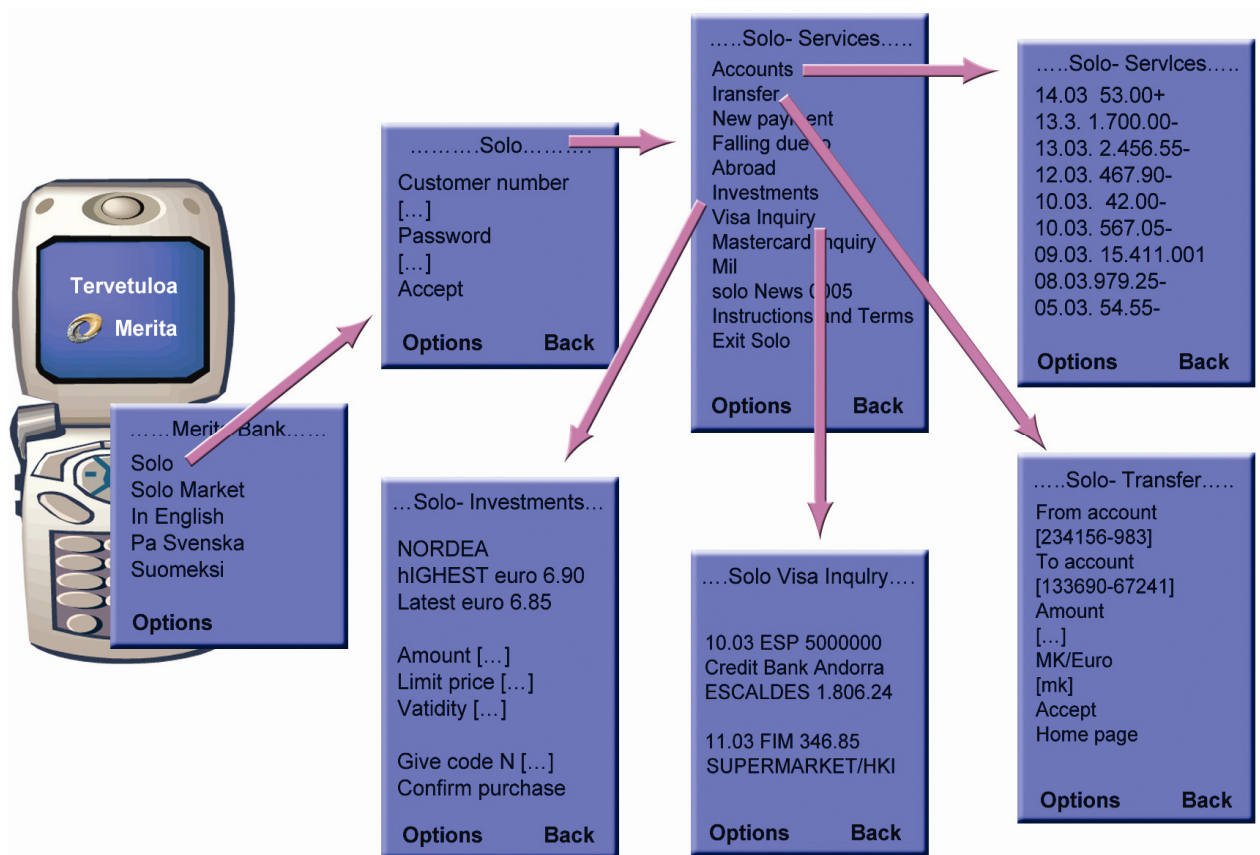 Tervetuloa
Merita
……Merita Bank……
Solo
Solo Market
In English
Pa Svenska
Suomeksi
Options
……….Solo……….
Customer number
[…]
Password
[…]
Accept
Options Back
…..Solo- Services…..
Accounts
Iransfer
New payment
Falling due to
Abroad
Investments
Visa Inquiry
Mastercard Inquiry
Mil
solo News 0005
Instructions and Terms
Exit Solo
Options Back
…..Solo- ServIces…..
14.03 53.00+
13.3. 1.700.00-
13.03. 2.456.55-
12.03. 467.90-
10.03. 42.00-
10.03. 567.05-
09.03. 15.411.001
08.03.979.25-
05.03. 54.55-
Options Back
…Solo- Investments…
NORDEA
hIGHEST euro 6.90
Latest euro 6.85
Amount […]
Limit price […]
Vatidity […]
Give code N […]
Confirm purchase
Options Back
….Solo Visa InquIry….
10.03 ESP 5000000
Credit Bank Andorra
ESCALDES 1.806.24
11.03 FIM 346.85
SUPERMARKET/HKI
Options Back
…..Solo- Transfer…..
From account
[234156-983]
To account
[133690-67241]
Amount
[…]
MK/Euro
[mk]
Accept
Home page
Options Back